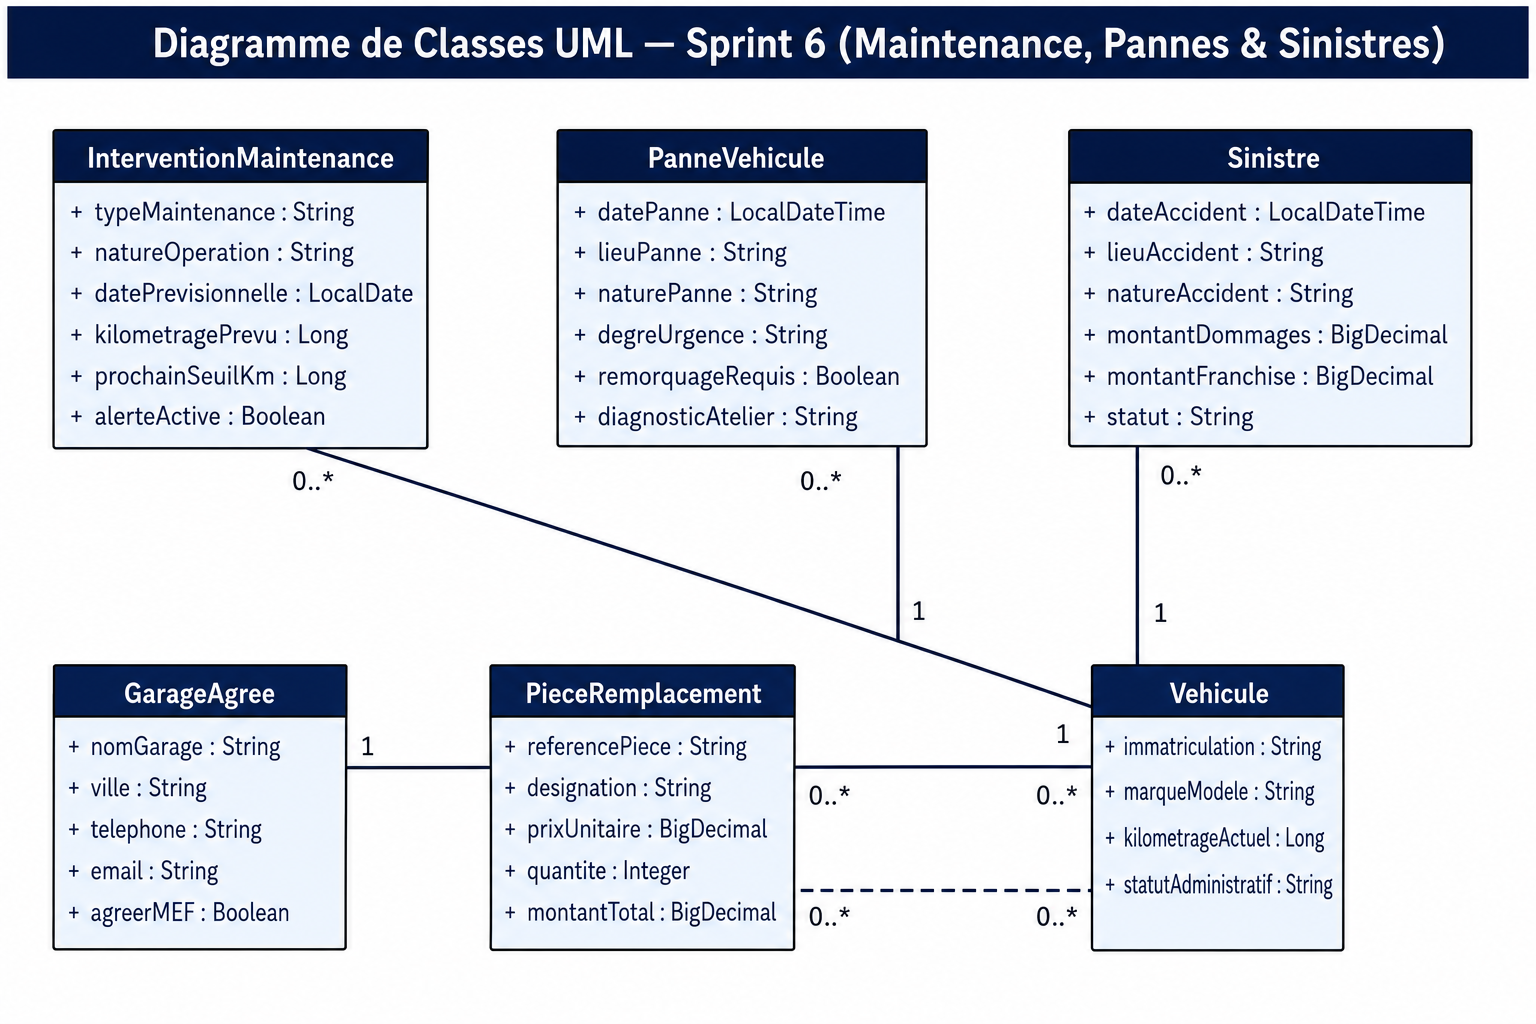 Diagramme de Classes UML — Sprint 6 (Maintenance, Pannes & Sinistres)
InterventionMaintenance
+ typeMaintenance : String
+ natureOperation : String
+ datePrevisionnelle : LocalDate
+ kilometragePrevu : Long
+ prochainSeuilKm : Long
+ alerteActive : Boolean
0..*
PanneVehicule
+ datePanne : LocalDateTime
+ lieuPanne : String
+ naturePanne : String
+ degreUrgence : String
+ remorquageRequis : Boolean
+ diagnosticAtelier : String
0..*
1
Sinistre
+ dateAccident : LocalDateTime
+ lieuAccident : String
+ natureAccident : String
+ montantDommages : BigDecimal
+ montantFranchise : BigDecimal
+ statut : String
0..*
1
GarageAgree
+ nomGarage : String
+ ville : String
+ telephone : String
+ email : String
+ agreerMEF : Boolean
1
PieceRemplacement
+ referencePiece : String
+ designation : String
+ prixUnitaire : BigDecimal
+ quantite : Integer
+ montantTotal : BigDecimal
1
0..* 0..*
0..* 0..*
Vehicule
+ immatriculation : String
+ marqueModele : String
+ kilometrageActuel : Long
+ statutAdministratif : String